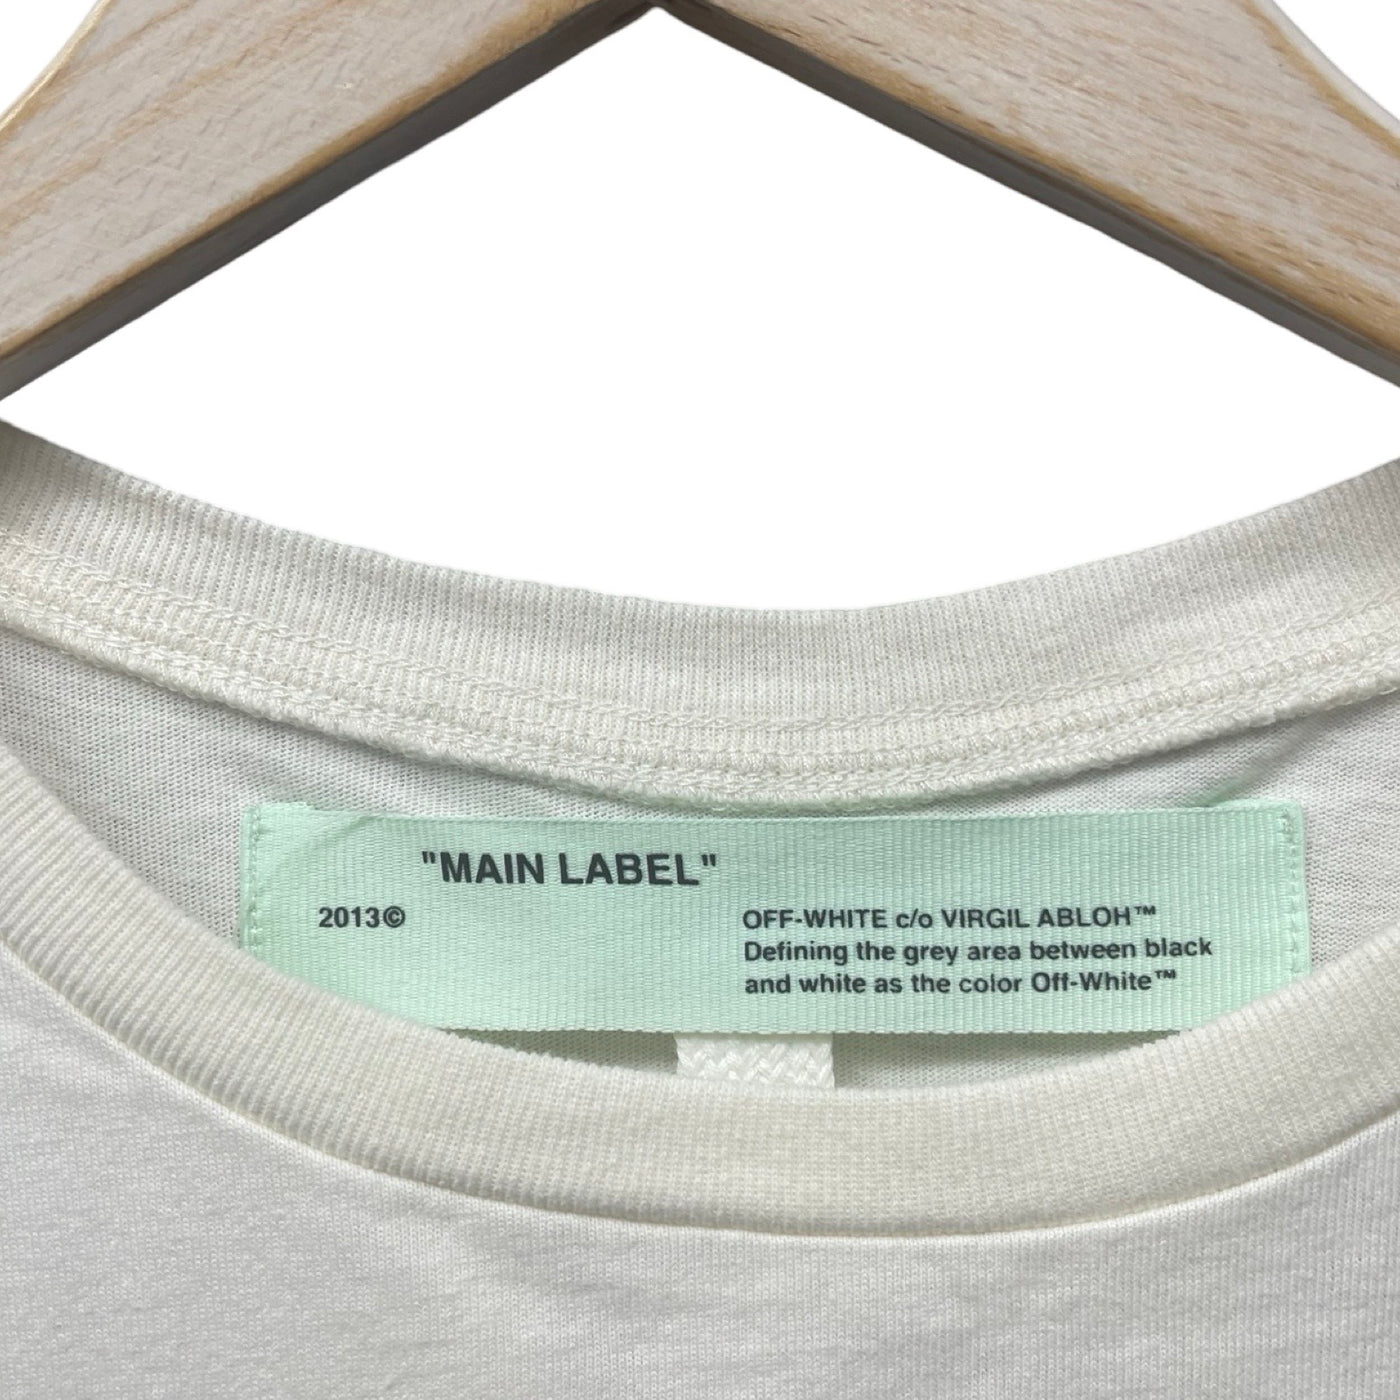 "MAIN LABEL"
2013©
OFF-WHITE c/o VIRGIL ABLOH™
Defining the grey area between black
and white as the color Off-White™